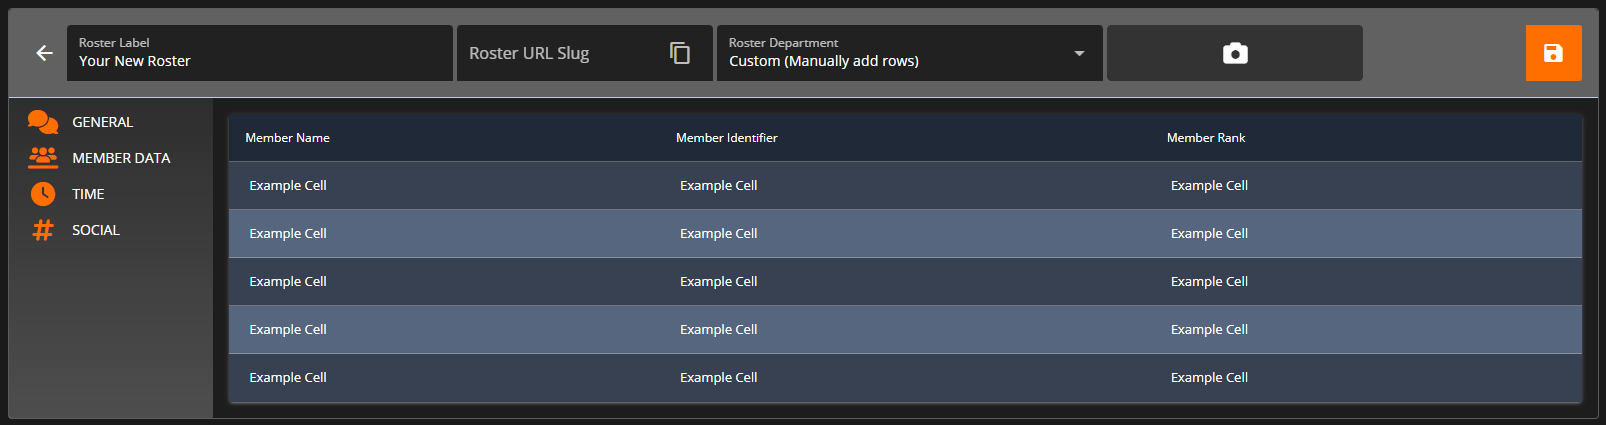 Roster Label
Your New Roster
Roster URL Slug
Roster Department
Custom (Manually add rows)
GENERAL
MEMBER DATA
TIME
SOCIAL
Member Name Member Identifier Member Rank
Example Cell Example Cell Example Cell
Example Cell Example Cell Example Cell
Example Cell Example Cell Example Cell
Example Cell Example Cell Example Cell
Example Cell Example Cell Example Cell